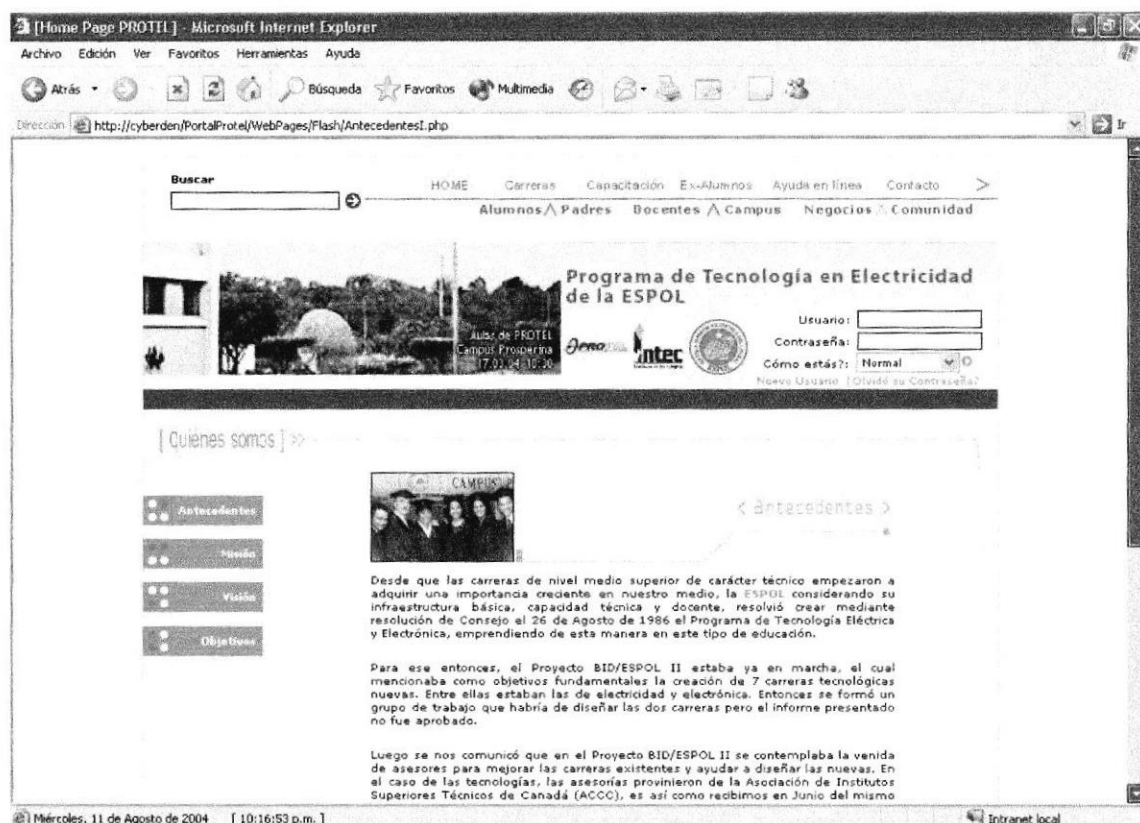 [Home Page PROTEL] - Microsoft Internet Explorer
Archivo Edición Ver Favoritos Herramientas Ayuda
Atrás Búsqueda Favoritos Multimedia
Dirección http://cyberden/PortalProtel/WebPages/Flash/AntecedentesI.php Ir
Buscar
HOME Carreras Capacitación Ex-Alumnos Ayuda en línea Contacto >
Alumnos Padres Docentes Campus Negocios Comunidad
Programa de Tecnología en Electricidad
de la ESPOL
Aulas de PROTEL
Campus Prosperina
17.03.04, 10:30
intec
Usuario:
Contraseña:
Cómo estás?: Normal
Nuevo Usuario | Olvidó su Contraseña?
[ Quiénes somos ] >>
Antecedentes
Misión
Visión
Objetivos
CAMPUS
< Antecedentes >
Desde que las carreras de nivel medio superior de carácter técnico empezaron a
adquirir una importancia creciente en nuestro medio, la ESPOL considerando su
infraestructura básica, capacidad técnica y docente, resolvió crear mediante
resolución de Consejo el 26 de Agosto de 1986 el Programa de Tecnología Eléctrica
y Electrónica, emprendiendo de esta manera en este tipo de educación.
Para ese entonces, el Proyecto BID/ESPOL II estaba ya en marcha, el cual
mencionaba como objetivos fundamentales la creación de 7 carreras tecnológicas
nuevas. Entre ellas estaban las de electricidad y electrónica. Entonces se formó un
grupo de trabajo que habría de diseñar las dos carreras pero el informe presentado
no fue aprobado.
Luego se nos comunicó que en el Proyecto BID/ESPOL II se contemplaba la venida
de asesores para mejorar las carreras existentes y ayudar a diseñar las nuevas. En
el caso de las tecnologías, las asesorías provinieron de la Asociación de Institutos
Superiores Técnicos de Canadá (ACCC), es así como recibimos en Junio del mismo
Miércoles, 11 de Agosto de 2004 [ 10:16:53 p.m. ] Intranet local